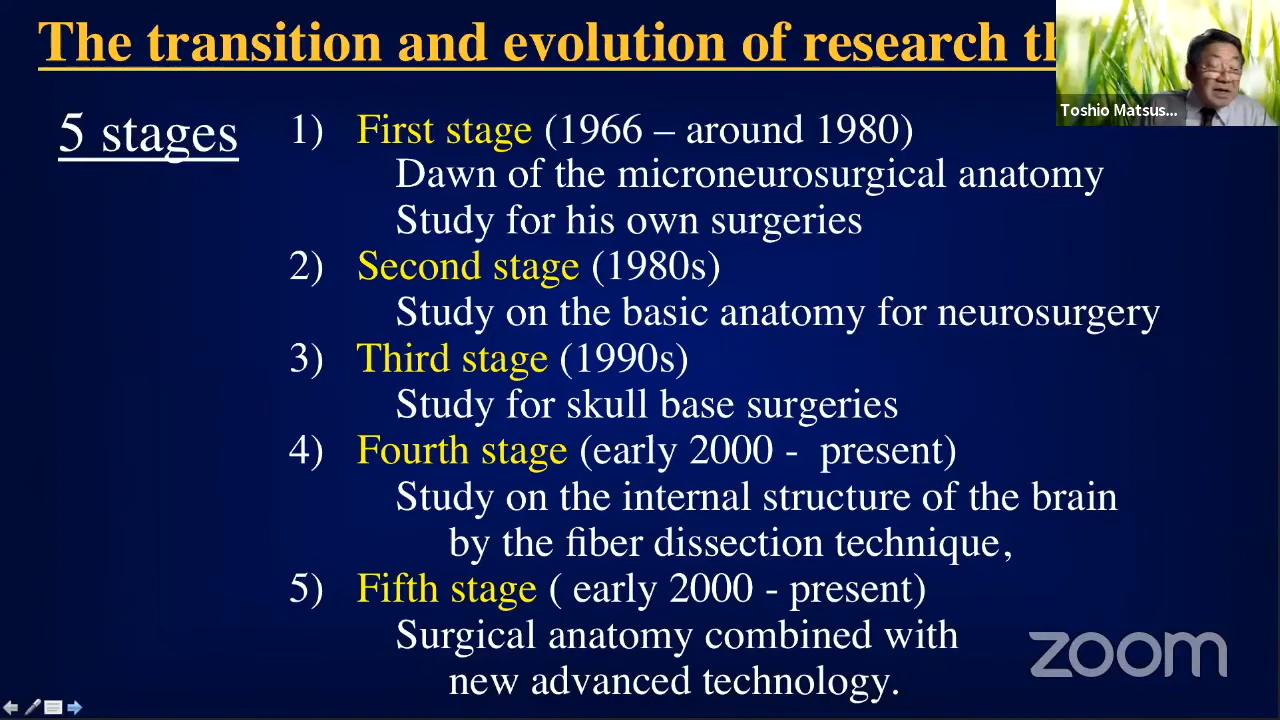 The transition and evolution of research
Toshio Matsus...
5 stages
1) First stage (1966 – around 1980)
Dawn of the microneurosurgical anatomy
Study for his own surgeries
2) Second stage (1980s)
Study on the basic anatomy for neurosurgery
3) Third stage (1990s)
Study for skull base surgeries
4) Fourth stage (early 2000 - present)
Study on the internal structure of the brain
by the fiber dissection technique,
5) Fifth stage ( early 2000 - present)
Surgical anatomy combined with
new advanced technology.
zoom